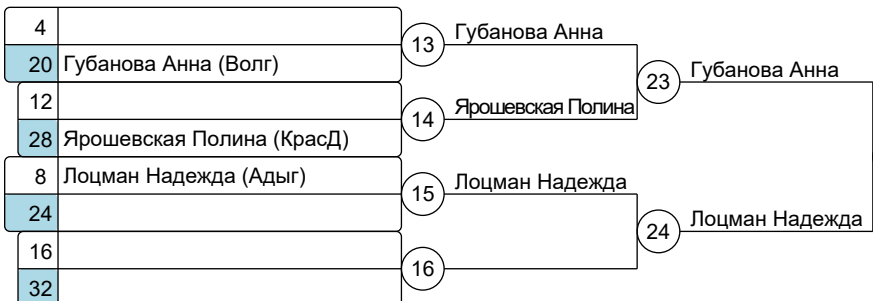 4
13 Губанова Анна
20 Губанова Анна (Волг)
23 Губанова Анна
12
14 Ярошевская Полина
28 Ярошевская Полина (КрасД)
8 Лоцман Надежда (Адыг)
15 Лоцман Надежда
24
24 Лоцман Надежда
16
16
32